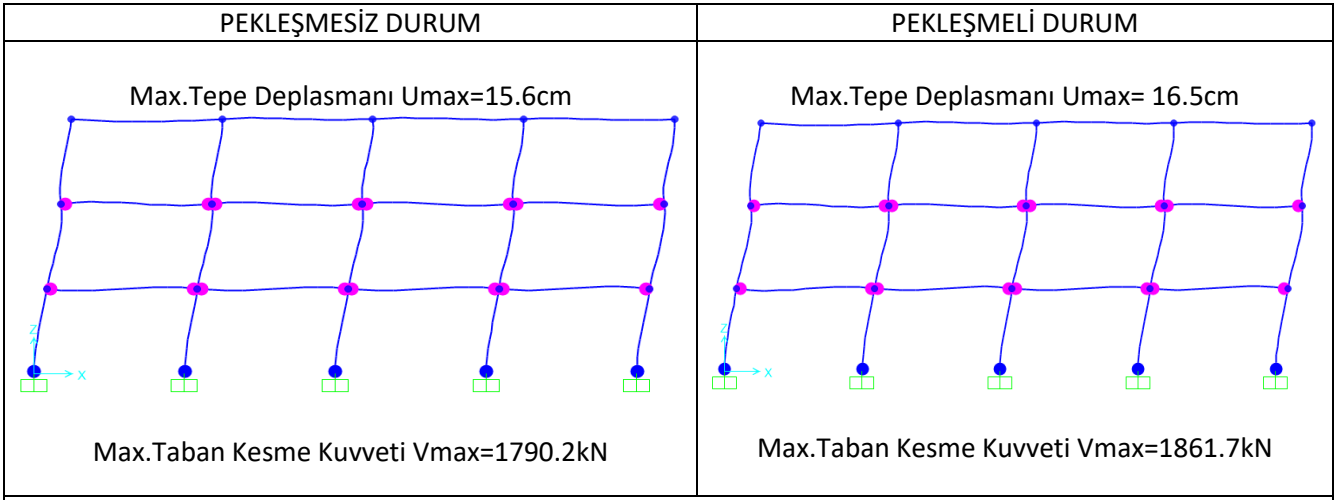 PEKLEŞMESİZ DURUM
PEKLEŞMELİ DURUM
Max.Tepe Deplasmanı Umax=15.6cm
Max.Tepe Deplasmanı Umax= 16.5cm
Z
X
Z
X
Max.Taban Kesme Kuvveti Vmax=1790.2kN
Max.Taban Kesme Kuvveti Vmax=1861.7kN